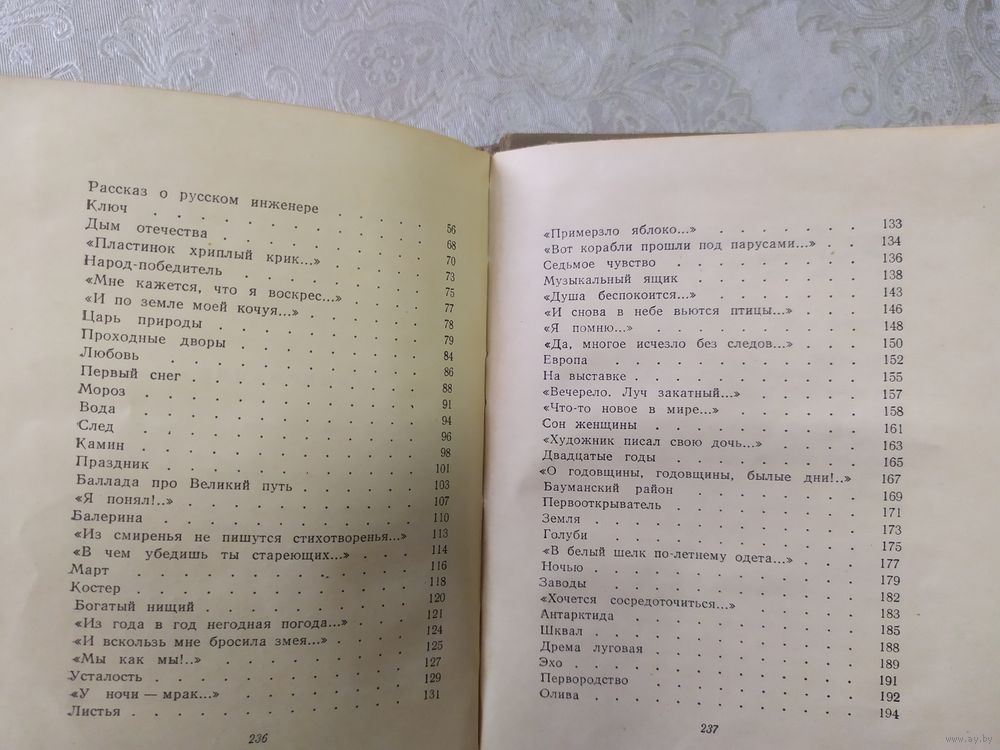 Рассказ о русском инженере . . . . 56
Ключ . . . . . . . . 68
Дым отечества . . . . . . 70
«Пластинок хриплый крик...» . . . . 73
Народ-победитель . . . . . . 75
«Мне кажется, что я воскрес...» . . . 77
«И по земле моей кочуя...» . . . . 78
Царь природы . . . . . . 79
Проходные дворы . . . . . . 84
Любовь . . . . . . . . 86
Первый снег . . . . . . . 88
Мороз . . . . . . . . 91
Вода . . . . . . . . 94
След . . . . . . . . 96
Камин . . . . . . . . 98
Праздник . . . . . . . . 101
Баллада про Великий путь . . . . 103
«Я понял!..» . . . . . . . 107
Балерина . . . . . . . . 110
«Из смиренья не пишутся стихотворенья...» 113
«В чем убедишь ты стареющих...» . . . 114
Март . . . . . . . . 116
Костер . . . . . . . . 118
Богатый нищий . . . . . . . 120
«Из года в год негодная погода...» . . . 121
«И вскользь мне бросила змея...» . . . 124
«Мы как мы!..» . . . . . . 125
Усталость . . . . . . . . 127
«У ночи — мрак...» . . . . . . 129
Листья . . . . . . . . 131
236
«Примерзло яблоко...» . . . . . 133
«Вот корабли прошли под парусами...» . . 134
Седьмое чувство . . . . . . 136
Музыкальный ящик . . . . . . 138
«Душа беспокоится...» . . . . . 143
«И снова в небе вьются птицы...» . . . 146
«Я помню...» . . . . . . . 148
«Да, многое исчезло без следов...» . . . 150
Европа . . . . . . . . 152
На выставке . . . . . . . 155
«Вечерело. Луч закатный...» . . . . 157
«Что-то новое в мире...» . . . . . 158
Сон женщины . . . . . . . 161
«Художник писал свою дочь...» . . . . 163
Двадцатые годы . . . . . . 165
«О годовщины, годовщины, былые дни!..» 167
Бауманский район . . . . . . 169
Первооткрыватель . . . . . . 171
Земля . . . . . . . . 173
Голуби . . . . . . . . 175
«В белый шелк по-летнему одета...» . . 177
Ночью . . . . . . . . 179
Заводы . . . . . . . . 182
«Хочется сосредоточиться...» . . . . 183
Антарктида . . . . . . . 185
Шквал . . . . . . . . 188
Дрема луговая . . . . . . 189
Эхо . . . . . . . . 191
Первородство . . . . . . . 192
Олива . . . . . . . . 194
237
www.ay.by